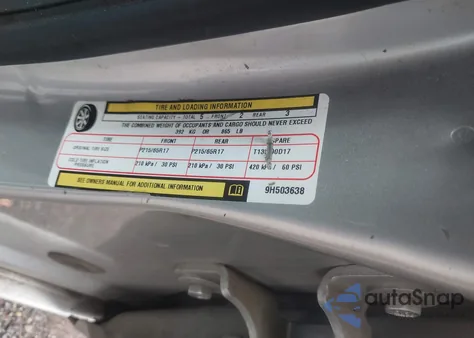 TIRE AND LOADING INFORMATION
SEATING CAPACITY - TOTAL 5 FRONT 2 REAR 3
THE COMBINED WEIGHT OF OCCUPANTS AND CARGO SHOULD NEVER EXCEED
392 KG OR 865 LB
TIRE FRONT REAR SPARE
ORIGINAL TIRE SIZE P215/65R17 P215/65R17
COLD TIRE INFLATION PRESSURE 210 kPa / 30 PSI 210 kPa / 30 PSI 420 kPa / 60 PSI
SEE OWNERS MANUAL FOR ADDITIONAL INFORMATION
9H503638
autoSnap